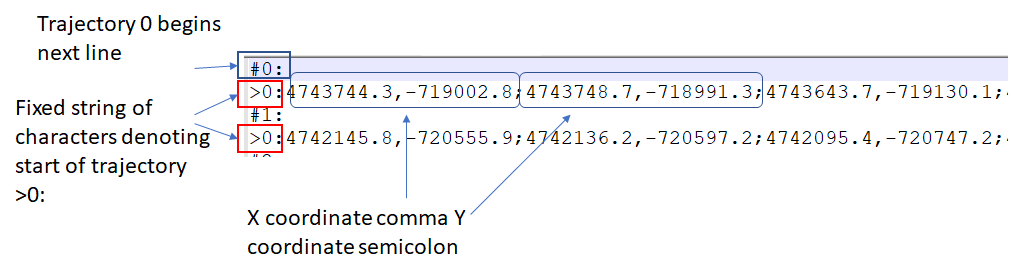 Trajectory 0 begins
next line
#0:
>0:4743744.3,-719002.8;4743748.7,-718991.3;4743643.7,-719130.1;
#1:
>0:4742145.8,-720555.9;4742136.2,-720597.2;4742095.4,-720747.2;
Fixed string of
characters denoting
start of trajectory
>0:
X coordinate comma Y
coordinate semicolon